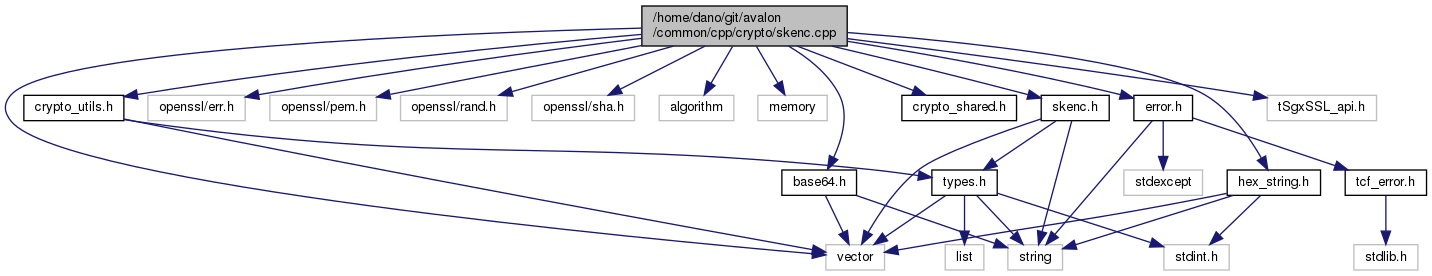 /home/dano/git/avalon
/common/cpp/crypto/skenc.cpp
crypto_utils.h
openssl/err.h
openssl/pem.h
openssl/rand.h
openssl/sha.h
algorithm
memory
crypto_shared.h
skenc.h
error.h
tSgxSSL_api.h
base64.h
types.h
stdexcept
hex_string.h
tcf_error.h
vector
list
string
stdint.h
stdlib.h